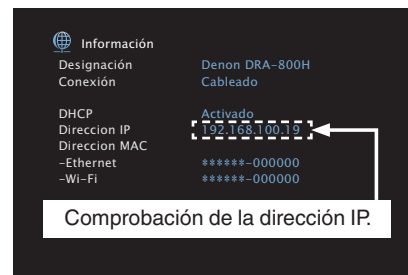 Información
Designación Denon DRA-800H
Conexión Cableado
DHCP Activado
Direccion IP 192.168.100.19
Direccion MAC
-Ethernet ******-000000
-Wi-Fi ******-000000
Comprobación de la dirección IP.